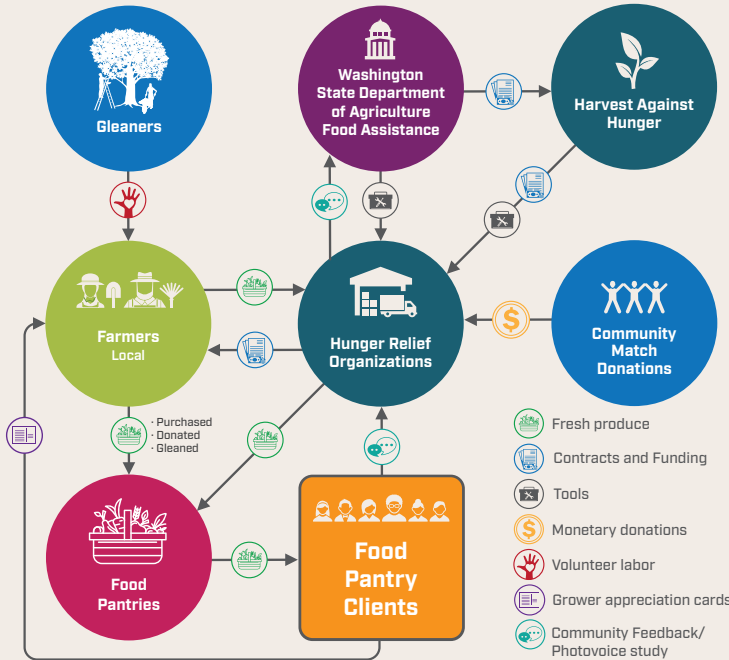 Gleaners
Washington
State Department
of Agriculture
Food Assistance
Harvest Against
Hunger
Farmers
Local
Hunger Relief
Organizations
$
Community
Match
Donations
· Purchased
· Donated
· Gleaned
Food
Pantries
Food
Pantry
Clients
Fresh produce
Contracts and Funding
Tools
$
Monetary donations
Volunteer labor
Grower appreciation cards
Community Feedback/
Photovoice study